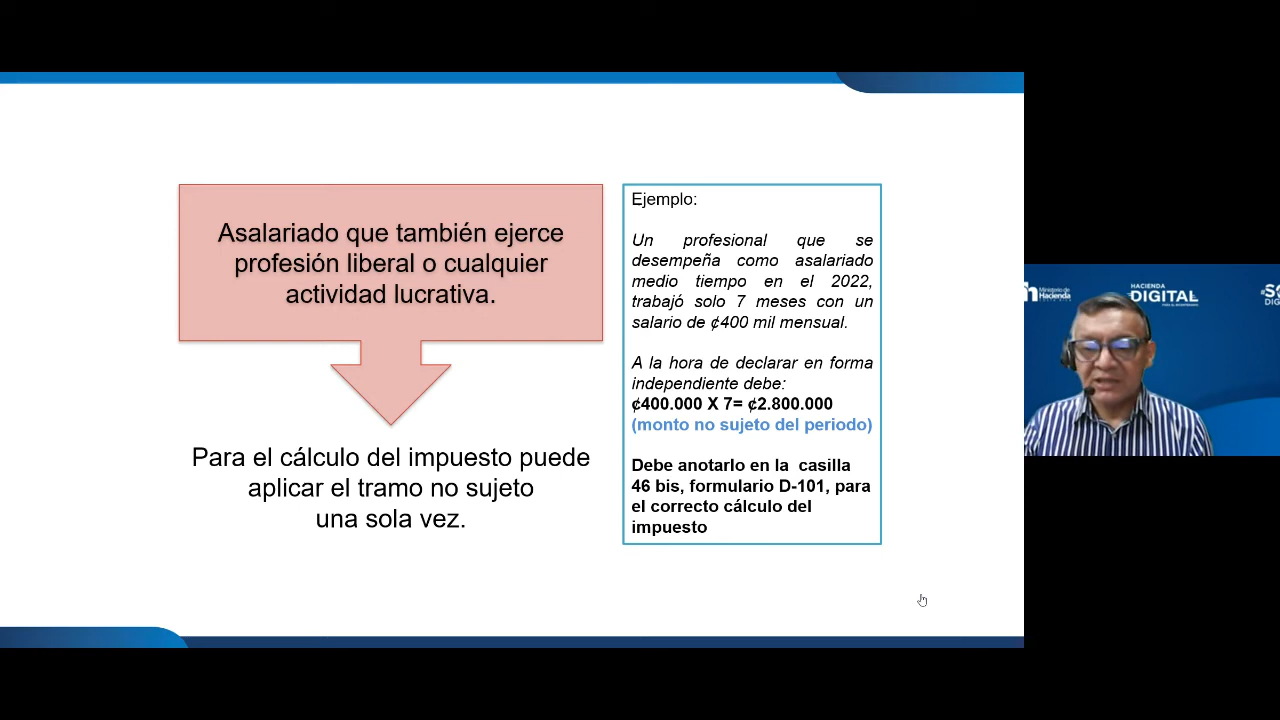 Asalariado que también ejerce
profesión liberal o cualquier
actividad lucrativa.
Para el cálculo del impuesto puede
aplicar el tramo no sujeto
una sola vez.
Ejemplo:
Un profesional que se
desempeña como asalariado
medio tiempo en el 2022,
trabajó solo 7 meses con un
salario de ¢400 mil mensual.
A la hora de declarar en forma
independiente debe:
¢400.000 X 7= ¢2.800.000
(monto no sujeto del periodo)
Debe anotarlo en la casilla
46 bis, formulario D-101, para
el correcto cálculo del
impuesto
Ministerio de
Hacienda
HACIENDA
DIGITAL